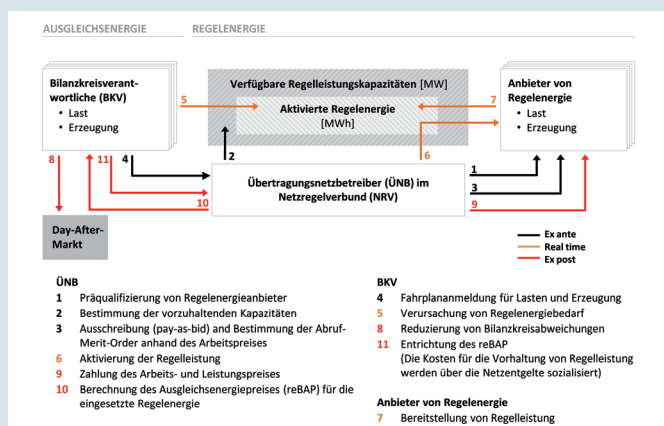 AUSGLEICHSENERGIE
REGELENERGIE
Bilanzkreisverant-
wortliche (BKV)
• Last
• Erzeugung
5
Verfügbare Regelleistungskapazitäten [MW]
Aktivierte Regelenergie
[MWh]
7
Anbieter von
Regelenergie
• Last
• Erzeugung
8
11
4
2
6
1
3
9
10
Übertragungsnetzbetreiber (ÜNB) im
Netzregelverbund (NRV)
Day-After-
Markt
Ex ante
Real time
Ex post
ÜNB
1 Präqualifizierung von Regelenergieanbieter
2 Bestimmung der vorzuhaltenden Kapazitäten
3 Ausschreibung (pay-as-bid) and Bestimmung der Abruf-
Merit-Order anhand des Arbeitspreises
6 Aktivierung der Regelleistung
9 Zahlung des Arbeits- und Leistungspreises
10 Berechnung des Ausgleichsenergiepreises (reBAP) für die
eingesetzte Regelenergie
BKV
4 Fahrplananmeldung für Lasten und Erzeugung
5 Verursachung von Regelenergiebedarf
8 Reduzierung von Bilanzkreisabweichungen
11 Entrichtung des reBAP
(Die Kosten für die Vorhaltung von Regelleistung
werden über die Netzentgelte sozialisiert)
Anbieter von Regelenergie
7 Bereitstellung von Regelleistung